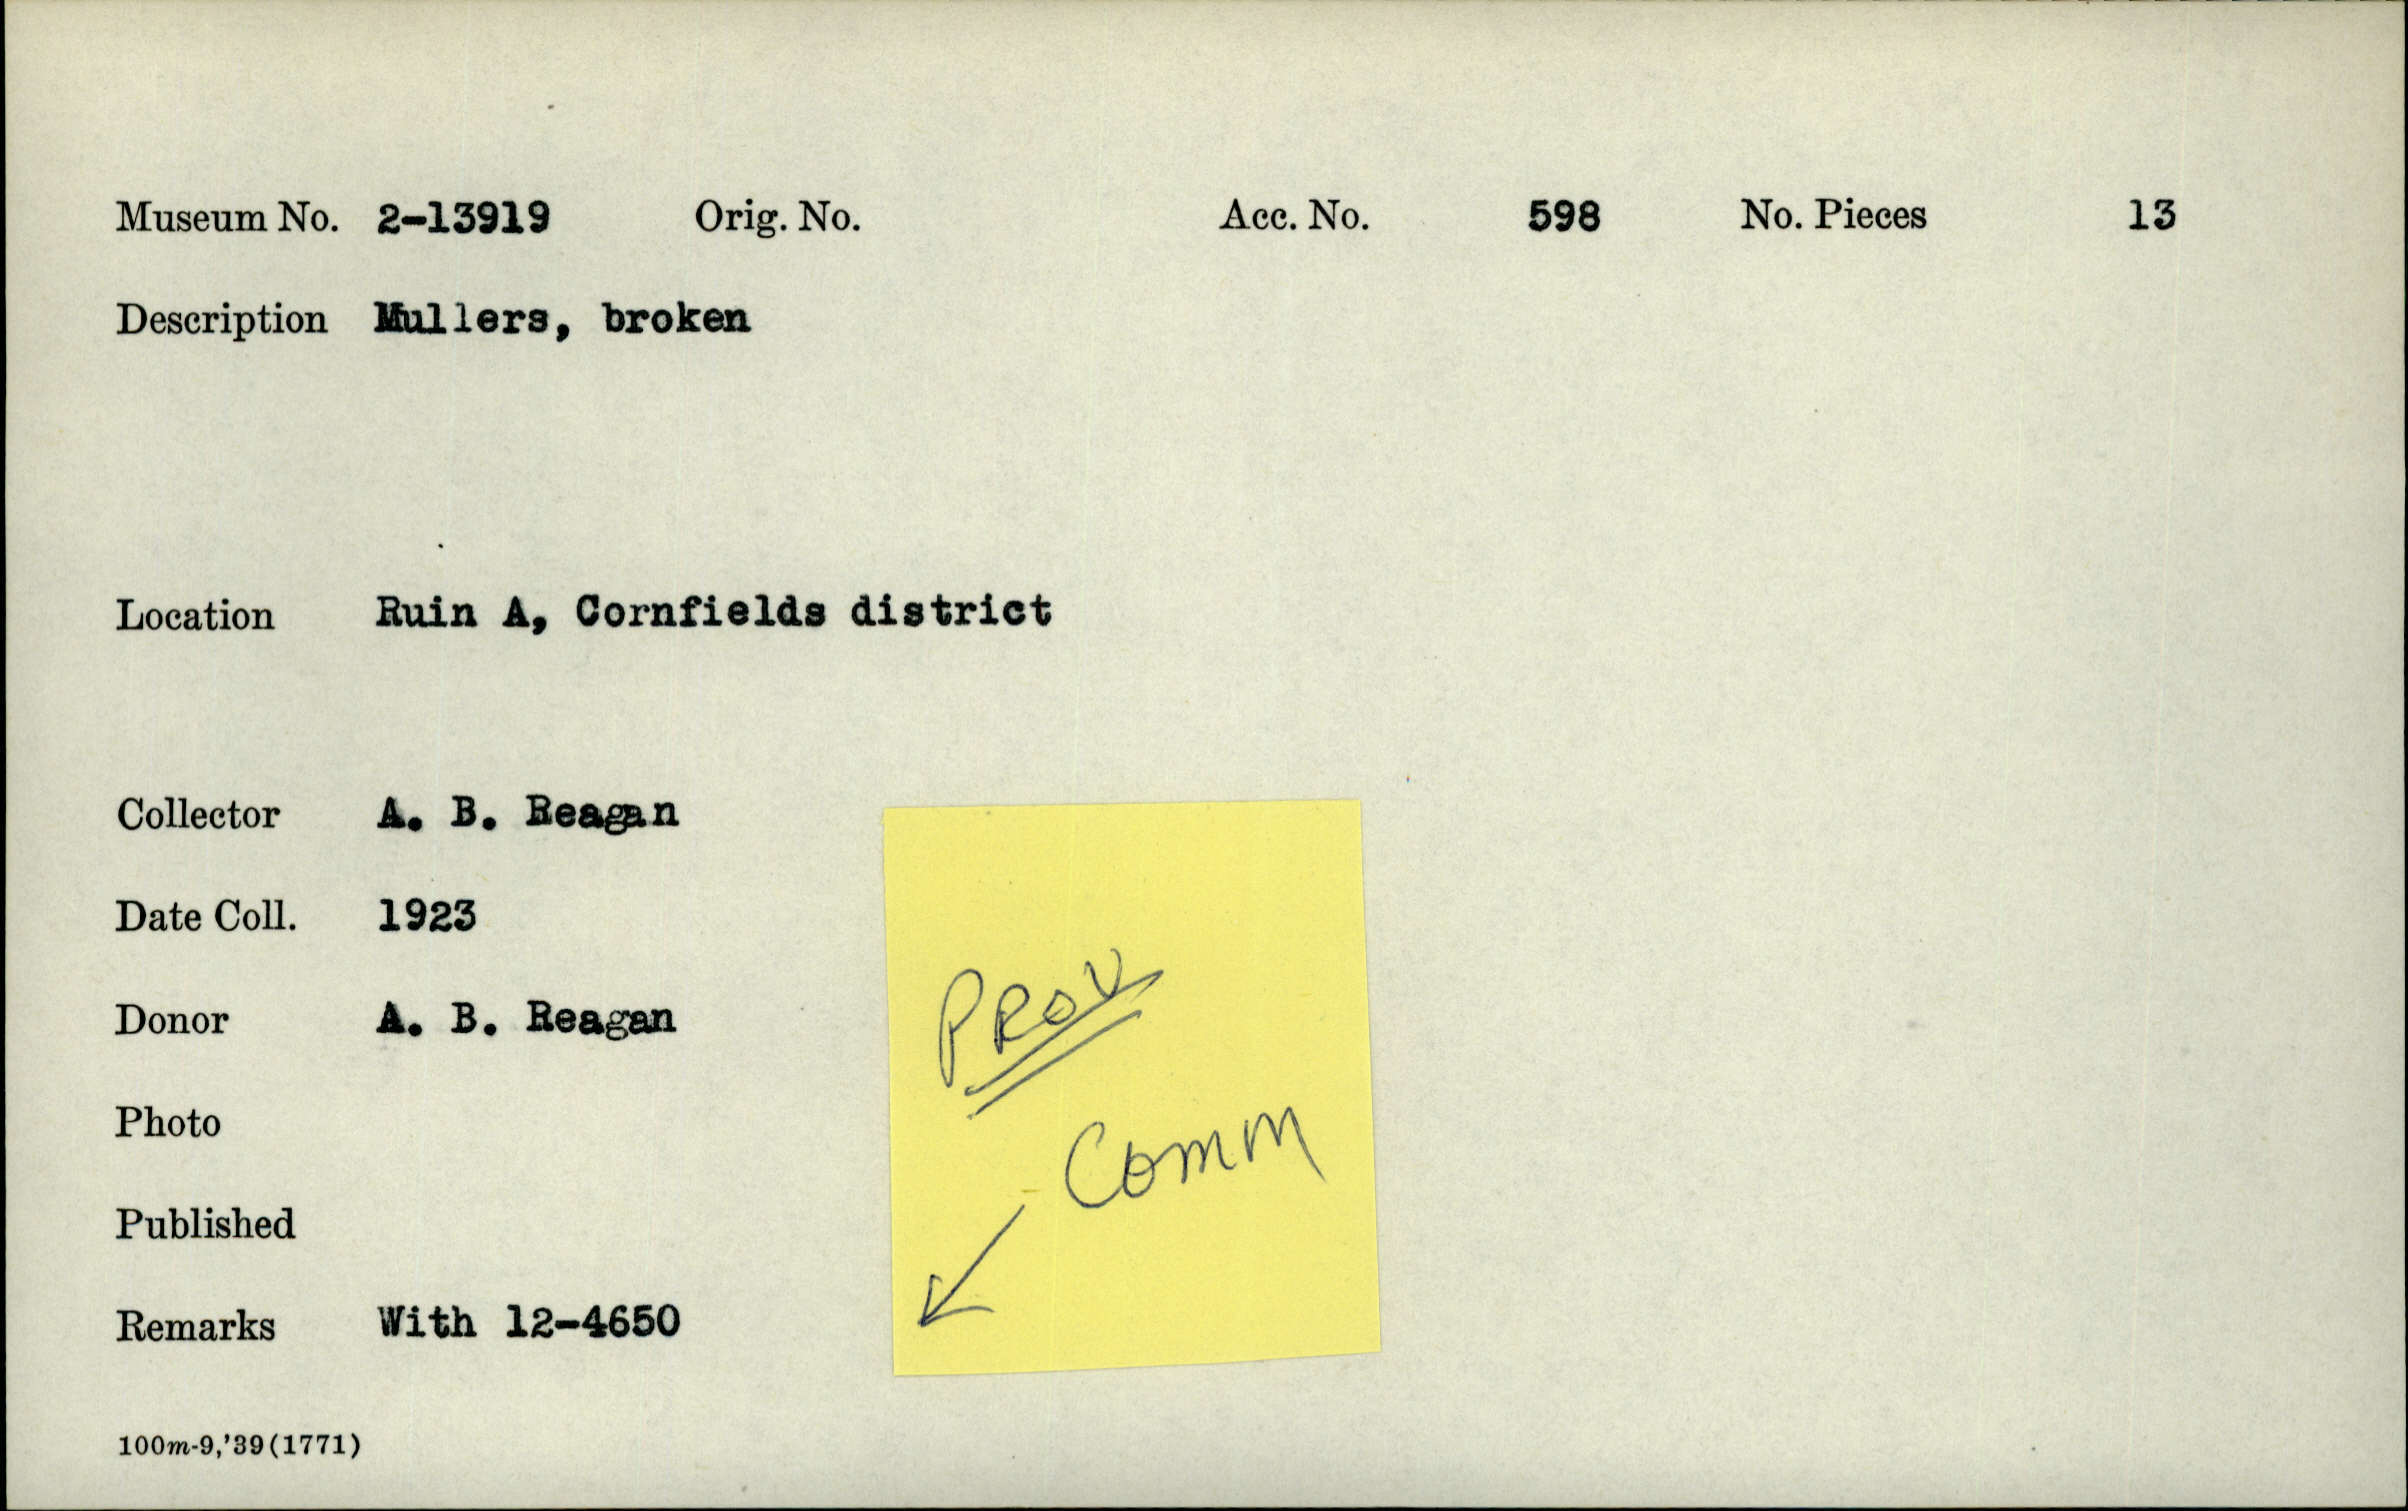 Museum No. 2-13919 Orig. No. Acc. No. 598 No. Pieces 13
Description Mullers, broken
Location Ruin A, Cornfields district
Collector A. B. Reagan
Date Coll. 1923
Donor A. B. Reagan
Photo
Published
Remarks With 12-4650
100m-9,'39(1771)
PROV
Comm